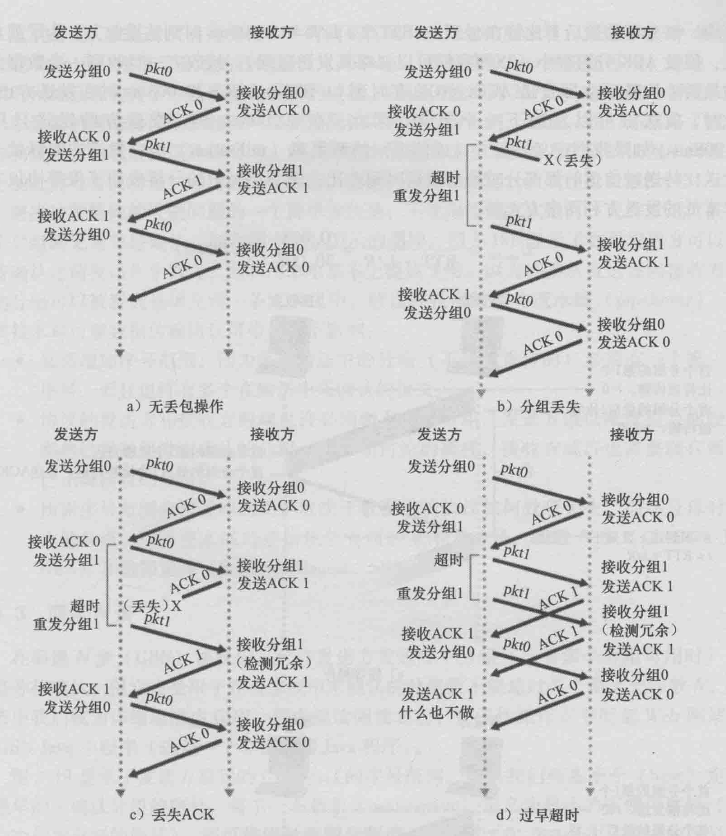 发送方
接收方
发送分组0
pkt0
接收分组0
发送ACK 0
ACK 0
接收ACK 0
发送分组1
pkt1
接收分组1
发送ACK 1
ACK 1
接收ACK 1
发送分组0
pkt0
接收分组0
发送ACK 0
ACK 0
a）无丢包操作
发送方
接收方
发送分组0
pkt0
接收分组0
发送ACK 0
ACK 0
接收ACK 0
发送分组1
pkt1
X（丢失）
超时
重发分组1
pkt1
接收分组1
发送ACK 1
ACK 1
接收ACK 1
发送分组0
pkt0
接收分组0
发送ACK 0
ACK 0
b）分组丢失
发送方
接收方
发送分组0
pkt0
接收分组0
发送ACK 0
ACK 0
接收ACK 0
发送分组1
pkt0
接收分组1
发送ACK 1
ACK 0
（丢失）X
超时
重发分组1
pkt1
接收分组1
（检测冗余）
发送ACK 1
ACK 1
接收ACK 1
发送分组0
pkt0
接收分组0
发送ACK 0
ACK 0
c）丢失ACK
发送方
接收方
发送分组0
pkt0
接收分组0
发送ACK 0
ACK 0
接收ACK 0
发送分组1
pkt1
超时
接收分组1
发送ACK 1
重发分组1
pkt1
ACK 1
接收分组1
（检测冗余）
发送ACK 1
接收ACK 1
发送分组0
pkt0
ACK 1
接收分组0
发送ACK 0
发送ACK 1
什么也不做
ACK 0
d）过早超时